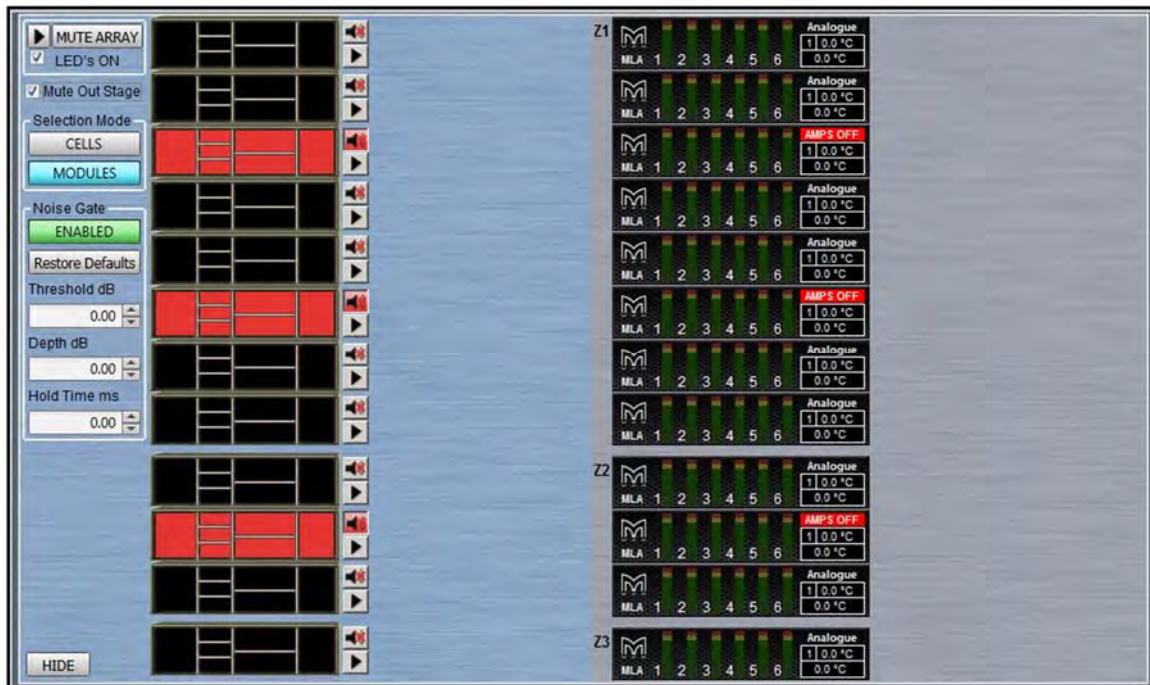 MUTE ARRAY
LED's ON
Mute Out Stage
Selection Mode
CELLS
MODULES
Noise Gate
ENABLED
Restore Defaults
Threshold dB
0.00
Depth dB
0.00
Hold Time ms
0.00
HIDE
Z1
Analogue
1 0.0 °C
MLA 1 2 3 4 5 6 0.0 °C
Analogue
1 0.0 °C
MLA 1 2 3 4 5 6 0.0 °C
AMPS OFF
1 0.0 °C
MLA 1 2 3 4 5 6 0.0 °C
Analogue
1 0.0 °C
MLA 1 2 3 4 5 6 0.0 °C
Analogue
1 0.0 °C
MLA 1 2 3 4 5 6 0.0 °C
AMPS OFF
1 0.0 °C
MLA 1 2 3 4 5 6 0.0 °C
Analogue
1 0.0 °C
MLA 1 2 3 4 5 6 0.0 °C
Analogue
1 0.0 °C
MLA 1 2 3 4 5 6 0.0 °C
Z2
Analogue
1 0.0 °C
MLA 1 2 3 4 5 6 0.0 °C
AMPS OFF
1 0.0 °C
MLA 1 2 3 4 5 6 0.0 °C
Analogue
1 0.0 °C
MLA 1 2 3 4 5 6 0.0 °C
Z3
Analogue
1 0.0 °C
MLA 1 2 3 4 5 6 0.0 °C